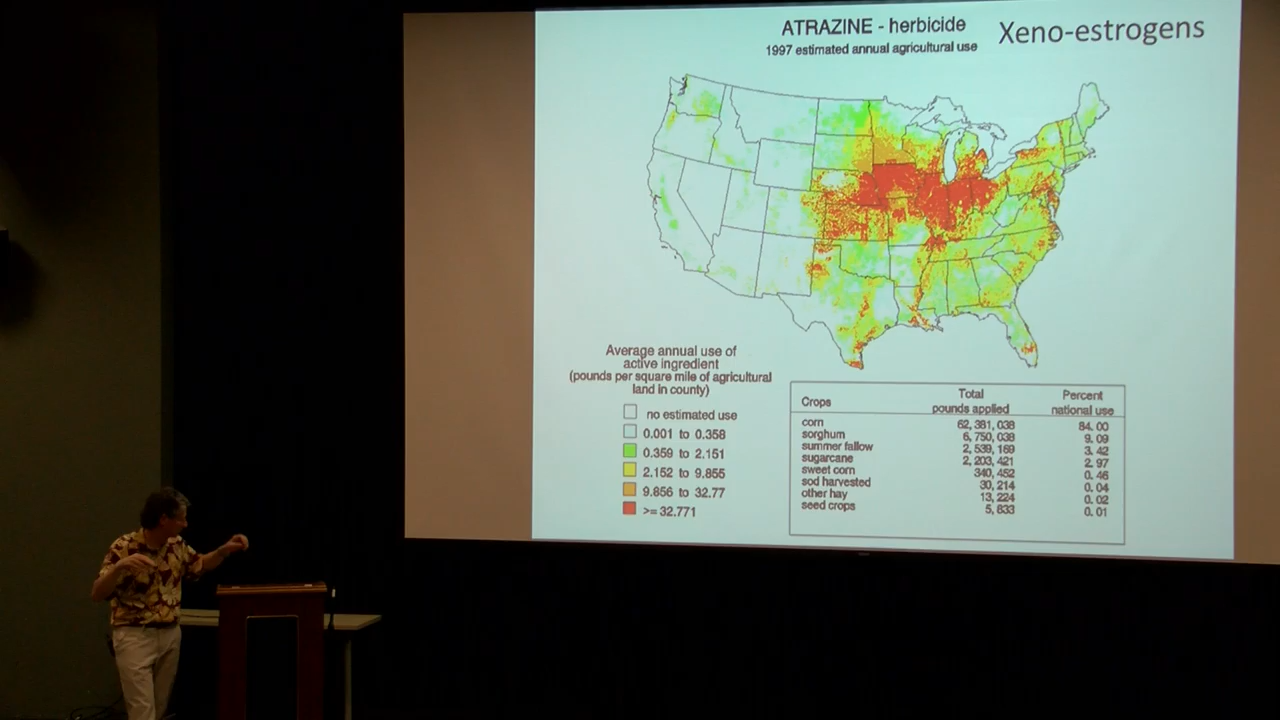 ATRAZINE - herbicide
Xeno-estrogens
1997 estimated annual agricultural use
Average annual use of
active ingredient
(pounds per square mile of agricultural
land in county)
no estimated use
0.001 to 0.358
0.359 to 2.151
2.152 to 9.855
9.856 to 32.77
>= 32.771
Crops Total pounds applied Percent national use
corn 62, 381, 038 84. 00
sorghum 6, 750, 038 9. 09
summer fallow 2, 539, 169 3. 42
sugarcane 2, 203, 421 2. 97
sweet corn 340, 452 0. 46
sod harvested 30, 214 0. 04
other hay 13, 224 0. 02
seed crops 5, 833 0. 01